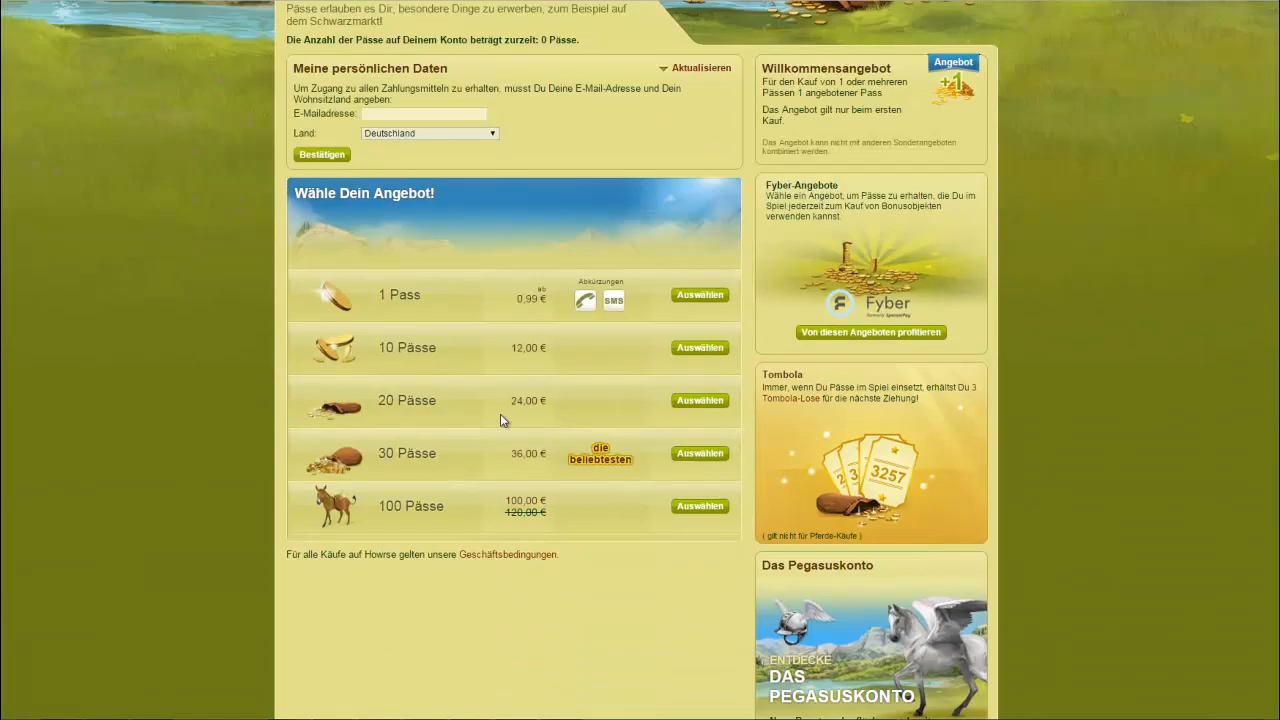 Pässe erlauben es Dir, besondere Dinge zu erwerben, zum Beispiel auf
dem Schwarzmarkt!
Die Anzahl der Pässe auf Deinem Konto beträgt zurzeit: 0 Pässe.
Meine persönlichen Daten
Aktualisieren
Um Zugang zu allen Zahlungsmitteln zu erhalten, musst Du Deine E-Mail-Adresse und Dein
Wohnsitzland angeben:
E-Mailadresse:
Land:
Deutschland
Bestätigen
Wähle Dein Angebot!
Abkürzungen
1 Pass
ab
0,99 €
SMS
Auswählen
10 Pässe
12,00 €
Auswählen
20 Pässe
24,00 €
Auswählen
30 Pässe
36,00 €
die
beliebtesten
Auswählen
100 Pässe
100,00 €
120,00 €
Auswählen
Für alle Käufe auf Howrse gelten unsere Geschäftsbedingungen.
Willkommensangebot
Angebot
+1
Für den Kauf von 1 oder mehreren
Pässen 1 angebotener Pass
Das Angebot gilt nur beim ersten
Kauf.
Das Angebot kann nicht mit anderen Sonderangeboten
kombiniert werden.
Fyber-Angebote
Wähle ein Angebot, um Pässe zu erhalten, die Du im
Spiel jederzeit zum Kauf von Bonusobjekten
verwenden kannst.
Fyber
formerly SponsorPay
Von diesen Angeboten profitieren
Tombola
Immer, wenn Du Pässe im Spiel einsetzt, erhältst Du 3
Tombola-Lose für die nächste Ziehung!
3257
( gilt nicht für Pferde-Käufe )
Das Pegasuskonto
ENTDECKE
DAS
PEGASUSKONTO